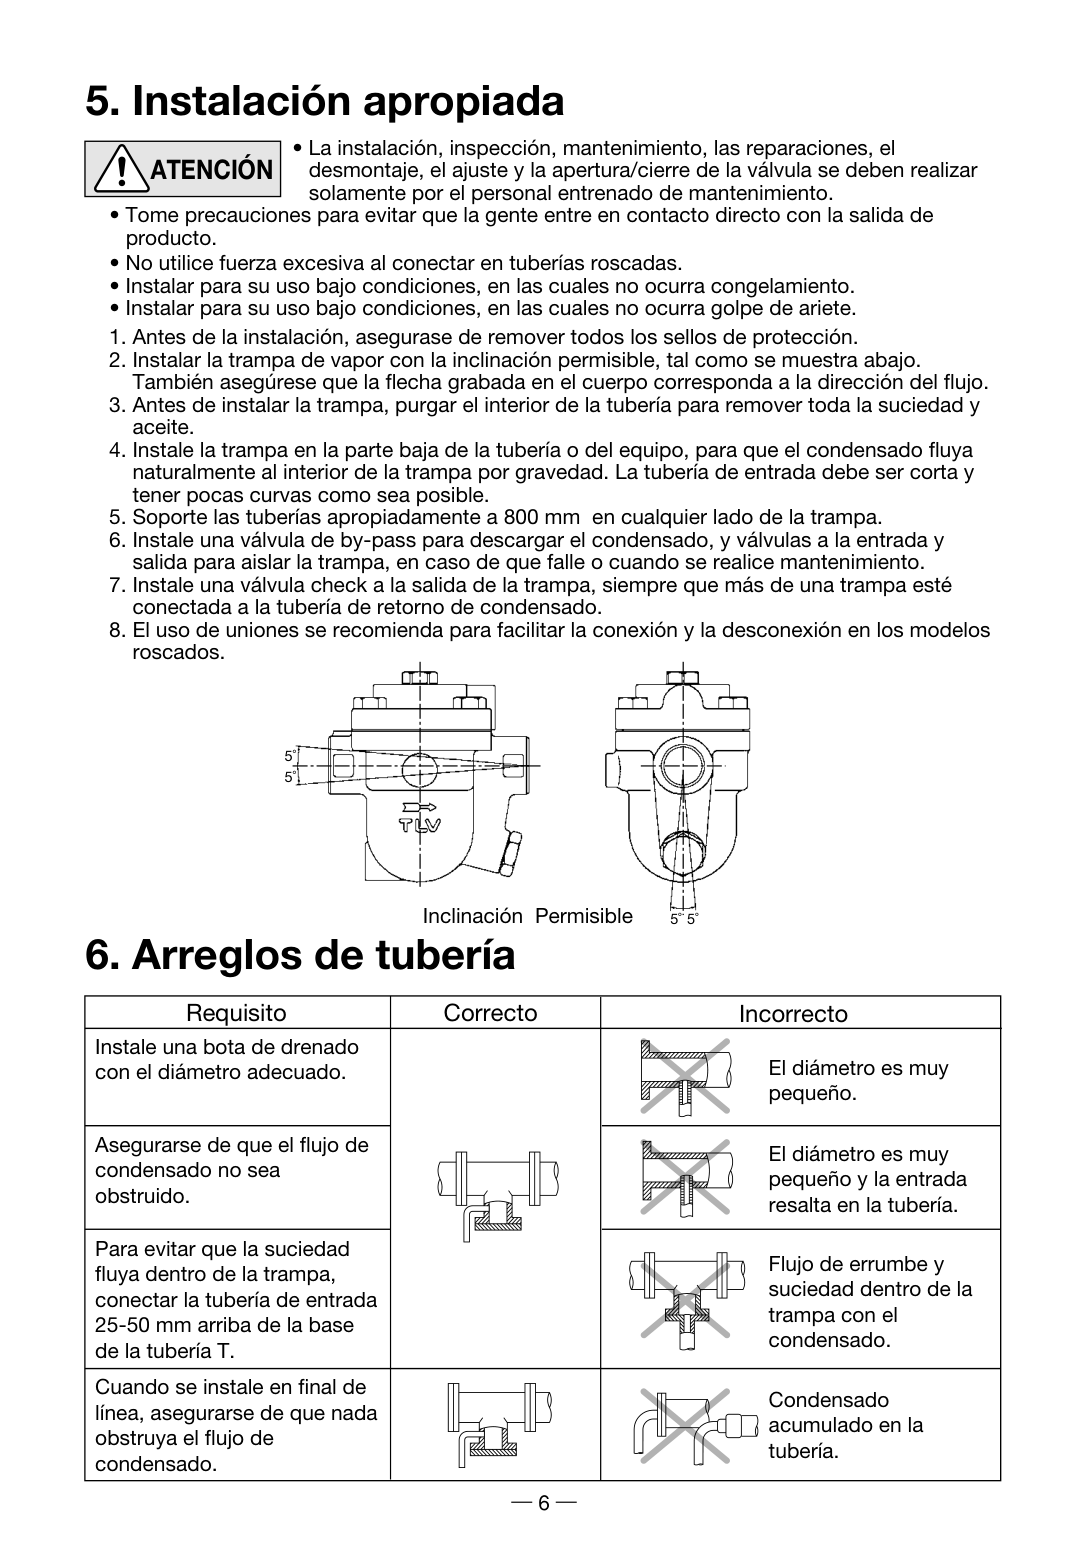 5. Instalación apropiada
ATENCIÓN
• La instalación, inspección, mantenimiento, las reparaciones, el
desmontaje, el ajuste y la apertura/cierre de la válvula se deben realizar
solamente por el personal entrenado de mantenimiento.
• Tome precauciones para evitar que la gente entre en contacto directo con la salida de
producto.
• No utilice fuerza excesiva al conectar en tuberías roscadas.
• Instalar para su uso bajo condiciones, en las cuales no ocurra congelamiento.
• Instalar para su uso bajo condiciones, en las cuales no ocurra golpe de ariete.
1. Antes de la instalación, asegurase de remover todos los sellos de protección.
2. Instalar la trampa de vapor con la inclinación permisible, tal como se muestra abajo.
También asegúrese que la flecha grabada en el cuerpo corresponda a la dirección del flujo.
3. Antes de instalar la trampa, purgar el interior de la tubería para remover toda la suciedad y
aceite.
4. Instale la trampa en la parte baja de la tubería o del equipo, para que el condensado fluya
naturalmente al interior de la trampa por gravedad. La tubería de entrada debe ser corta y
tener pocas curvas como sea posible.
5. Soporte las tuberías apropiadamente a 800 mm en cualquier lado de la trampa.
6. Instale una válvula de by-pass para descargar el condensado, y válvulas a la entrada y
salida para aislar la trampa, en caso de que falle o cuando se realice mantenimiento.
7. Instale una válvula check a la salida de la trampa, siempre que más de una trampa esté
conectada a la tubería de retorno de condensado.
8. El uso de uniones se recomienda para facilitar la conexión y la desconexión en los modelos
roscados.
5°
5°
TLV
Inclinación Permisible
5° 5°
6. Arreglos de tubería
Requisito Correcto Incorrecto
Instale una bota de drenado
con el diámetro adecuado.
El diámetro es muy
pequeño.
Asegurarse de que el flujo de
condensado no sea
obstruido.
El diámetro es muy
pequeño y la entrada
resalta en la tubería.
Para evitar que la suciedad
fluya dentro de la trampa,
conectar la tubería de entrada
25-50 mm arriba de la base
de la tubería T.
Flujo de errumbe y
suciedad dentro de la
trampa con el
condensado.
Cuando se instale en final de
línea, asegurarse de que nada
obstruya el flujo de
condensado.
Condensado
acumulado en la
tubería.
— 6 —